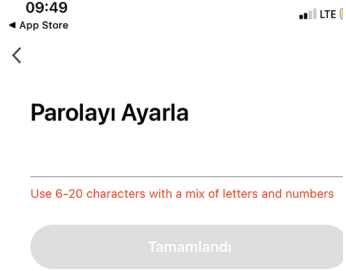 09:49
LTE
◀ App Store
Parolayı Ayarla
Use 6-20 characters with a mix of letters and numbers
Tamamlandı